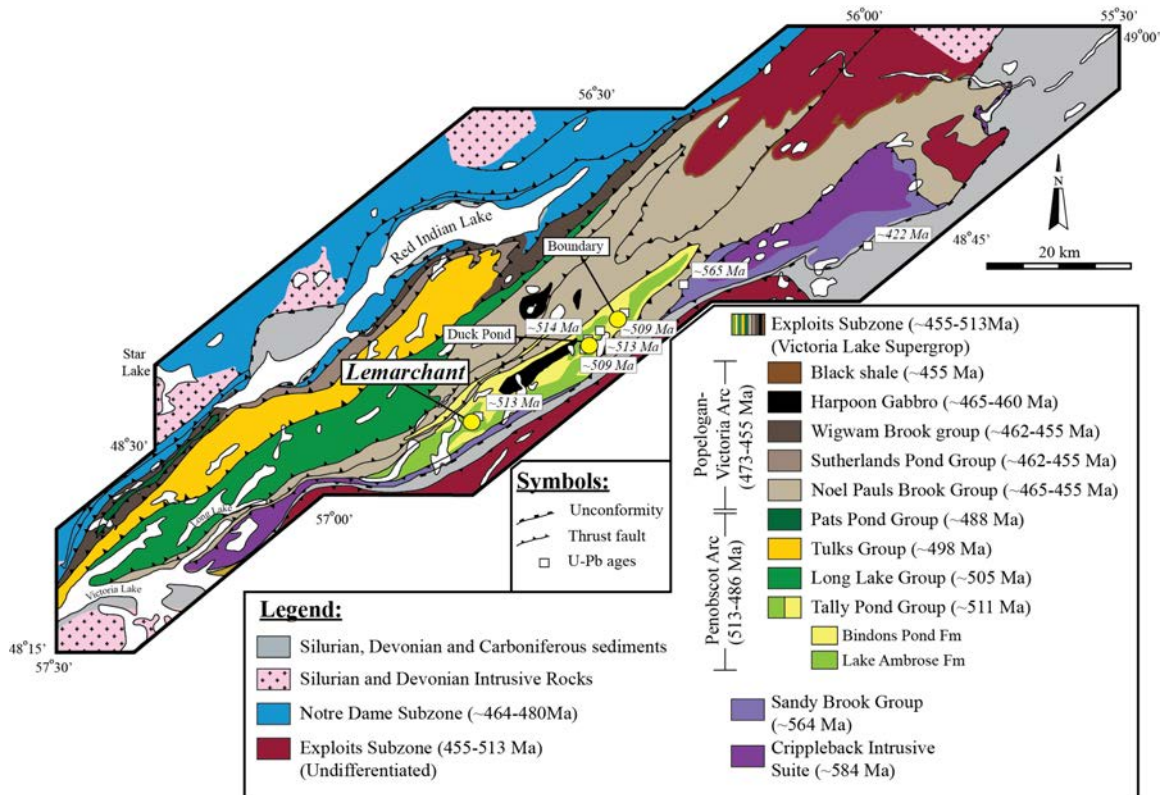 56°00'
55°30'
49°00'
56°30'
N
Red Indian Lake
Boundary
~422 Ma
48°45'
20 km
~565 Ma
Duck Pond
~514 Ma
~509 Ma
~513 Ma
~509 Ma
Star
Lake
Lemarchant
~513 Ma
48°30'
Long Lake
57°00'
Victoria Lake
48°15'
57°30'
Symbols:
Unconformity
Thrust fault
U-Pb ages
Legend:
Silurian, Devonian and Carboniferous sediments
Silurian and Devonian Intrusive Rocks
Notre Dame Subzone (~464-480Ma)
Exploits Subzone (455-513 Ma)
(Undifferentiated)
Exploits Subzone (~455-513Ma)
(Victoria Lake Supergrop)
Popelogan-
Victoria Arc
(473-455 Ma)
Black shale (~455 Ma)
Harpoon Gabbro (~465-460 Ma)
Wigwam Brook group (~462-455 Ma)
Sutherlands Pond Group (~462-455 Ma)
Noel Pauls Brook Group (~465-455 Ma)
Penobscot Arc
(513-486 Ma)
Pats Pond Group (~488 Ma)
Tulks Group (~498 Ma)
Long Lake Group (~505 Ma)
Tally Pond Group (~511 Ma)
Bindons Pond Fm
Lake Ambrose Fm
Sandy Brook Group
(~564 Ma)
Crippleback Intrusive
Suite (~584 Ma)